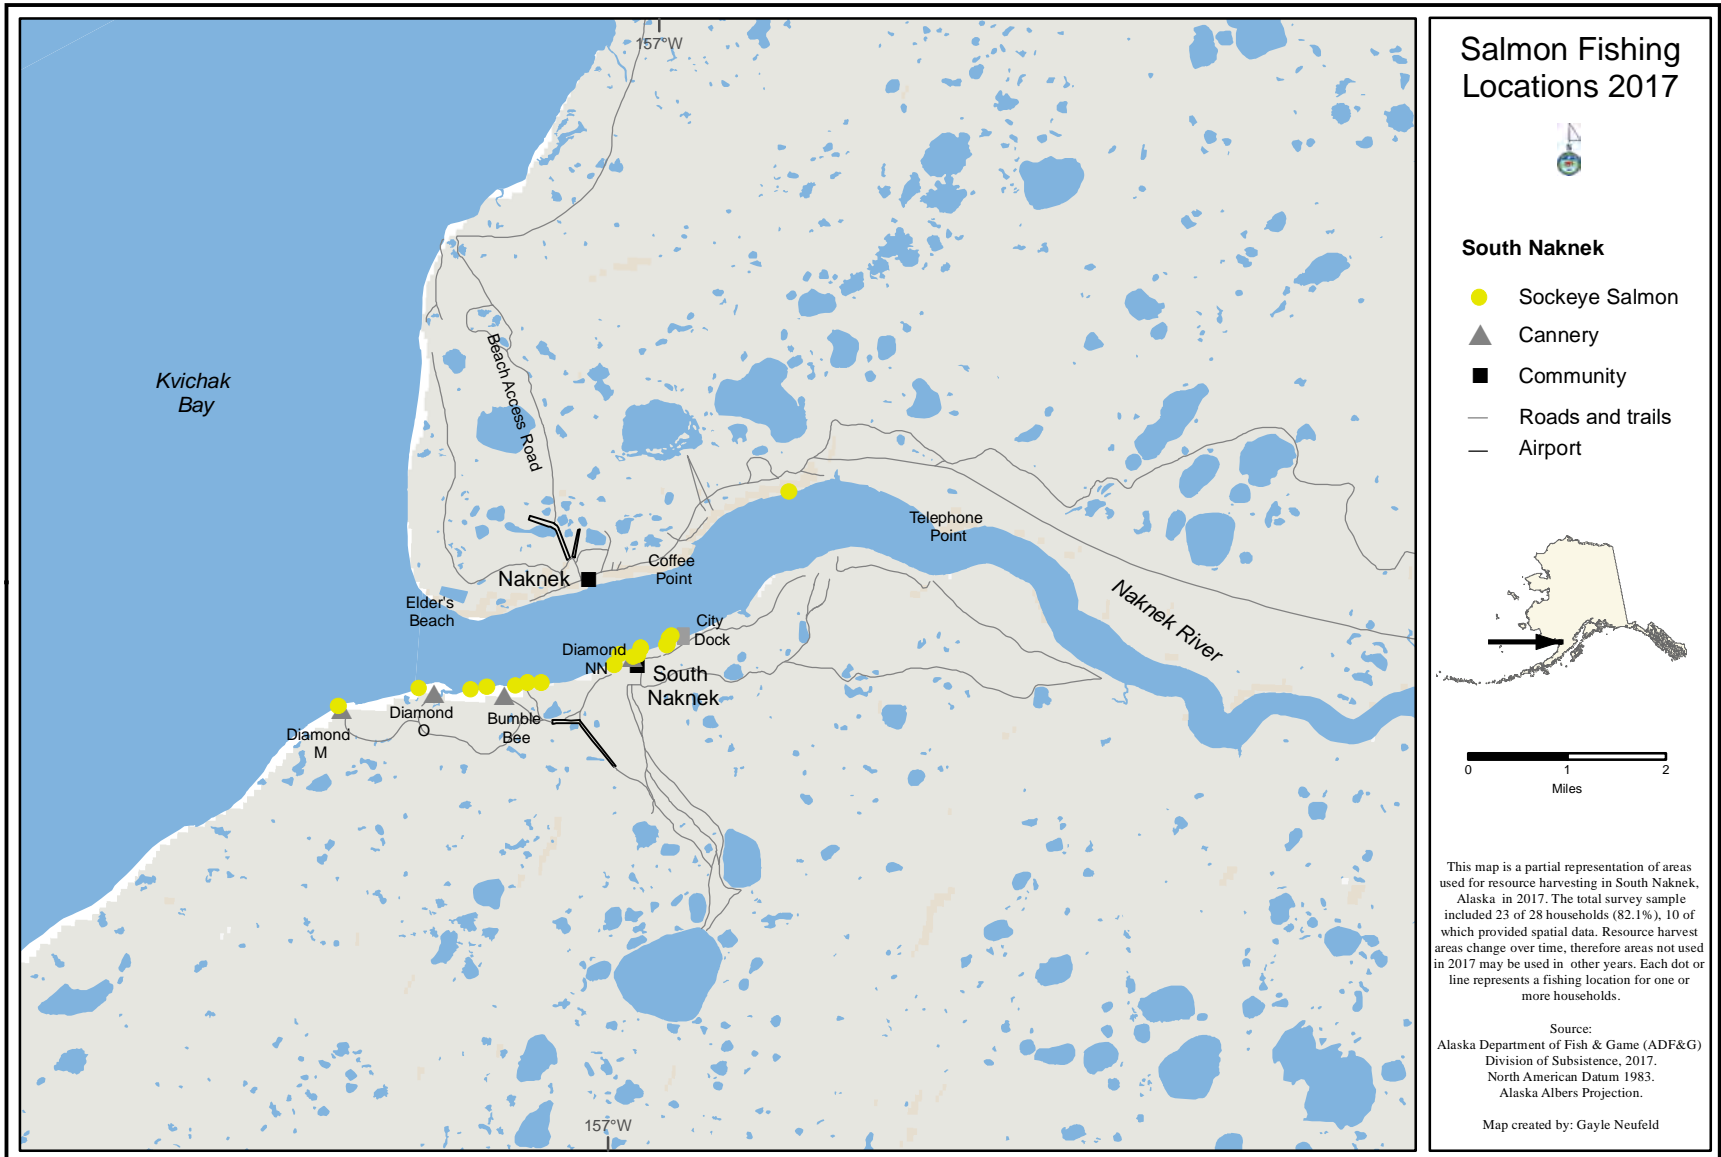 157°W
Kvichak
Bay
Beach Access Road
Telephone
Point
Coffee
Point
Naknek
Elder's
Beach
Naknek River
City
Dock
Diamond
NN
South
Naknek
Diamond
O
Bumble
Bee
Diamond
M
157°W
Salmon Fishing
Locations 2017
South Naknek
Sockeye Salmon
Cannery
Community
Roads and trails
Airport
0 1 2
Miles
This map is a partial representation of areas
used for resource harvesting in South Naknek,
Alaska in 2017. The total survey sample
included 23 of 28 households (82.1%), 10 of
which provided spatial data. Resource harvest
areas change over time, therefore areas not used
in 2017 may be used in other years. Each dot or
line represents a fishing location for one or
more households.
Source:
Alaska Department of Fish & Game (ADF&G)
Division of Subsistence, 2017.
North American Datum 1983.
Alaska Albers Projection.
Map created by: Gayle Neufeld